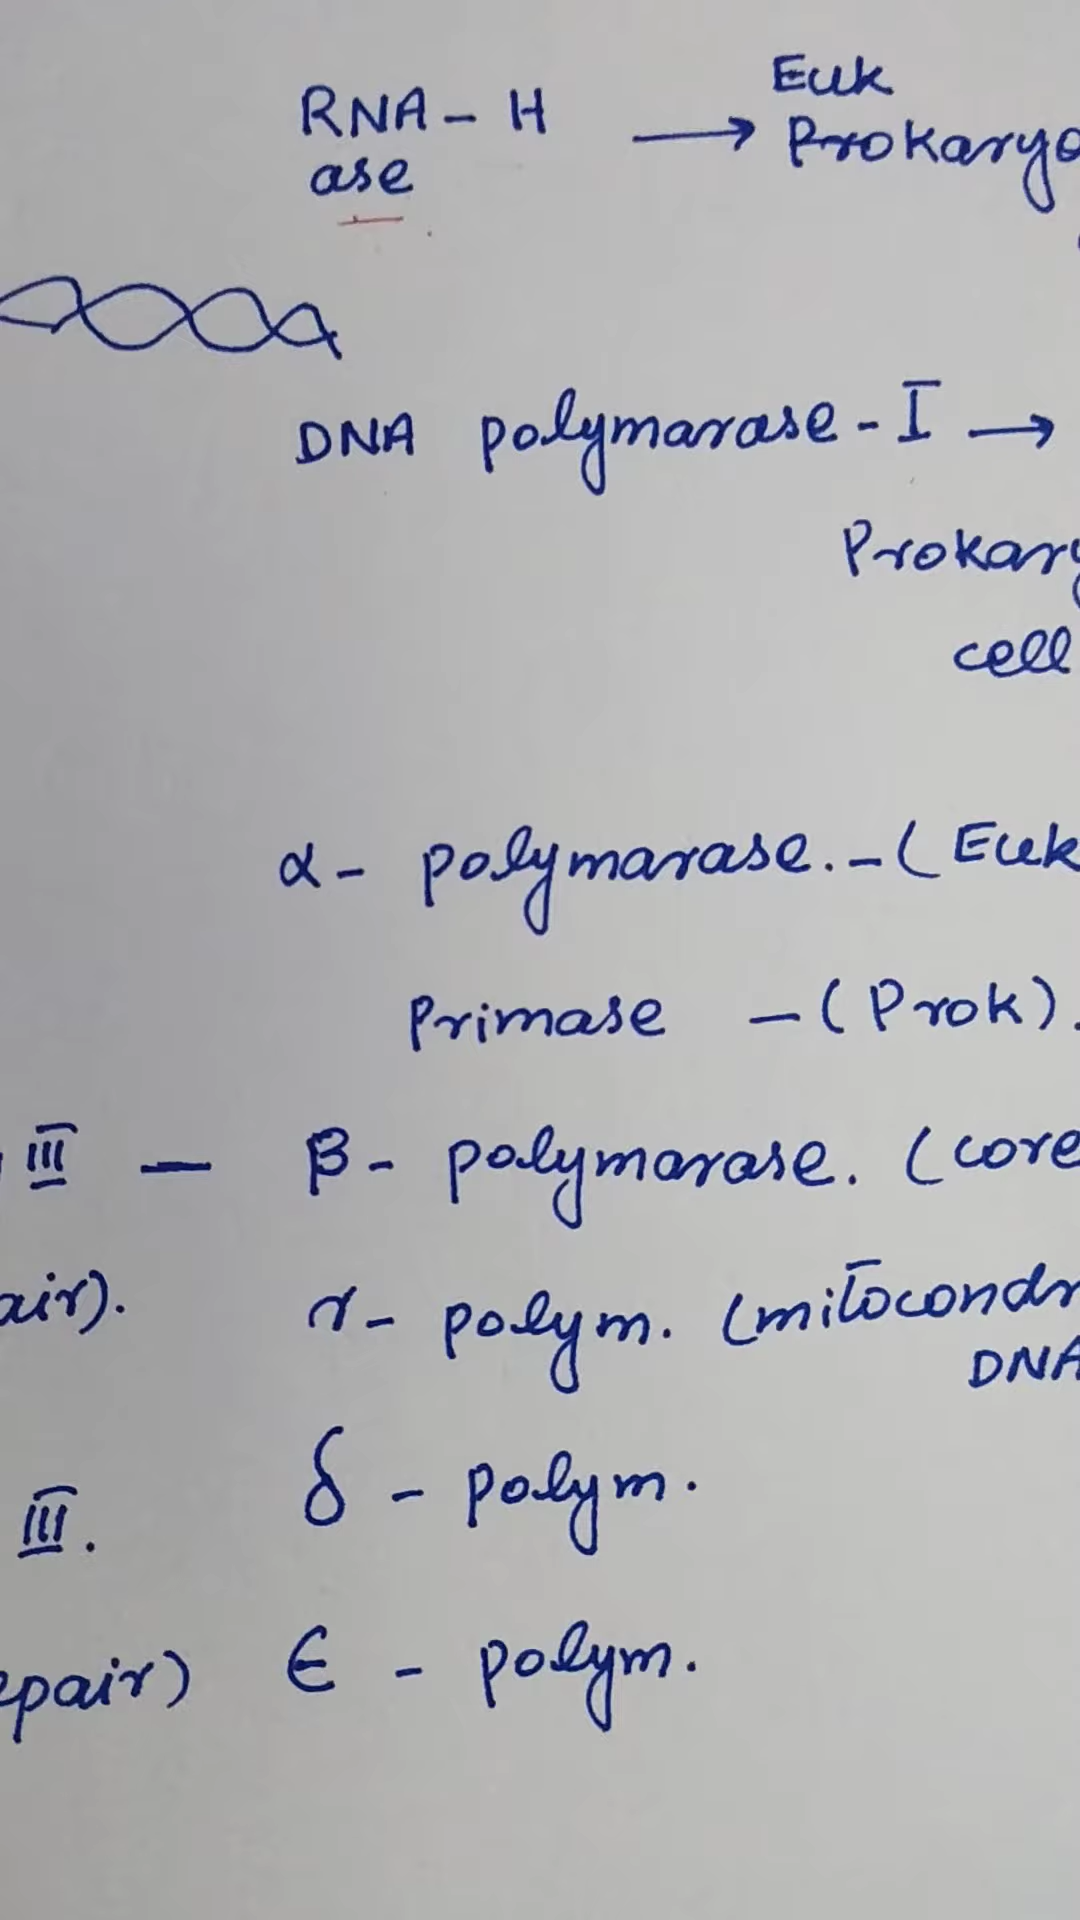 Euk
RNA - H → Prokaryo
ase
DNA polymarase - I →
Prokary
cell
α - polymarase. - ( Euk
Primase - ( Prok ).
III — β - polymarase. ( core
air). γ - polym. (mitocondr
DNA
δ - polym.
III.
epair) ε - polym.